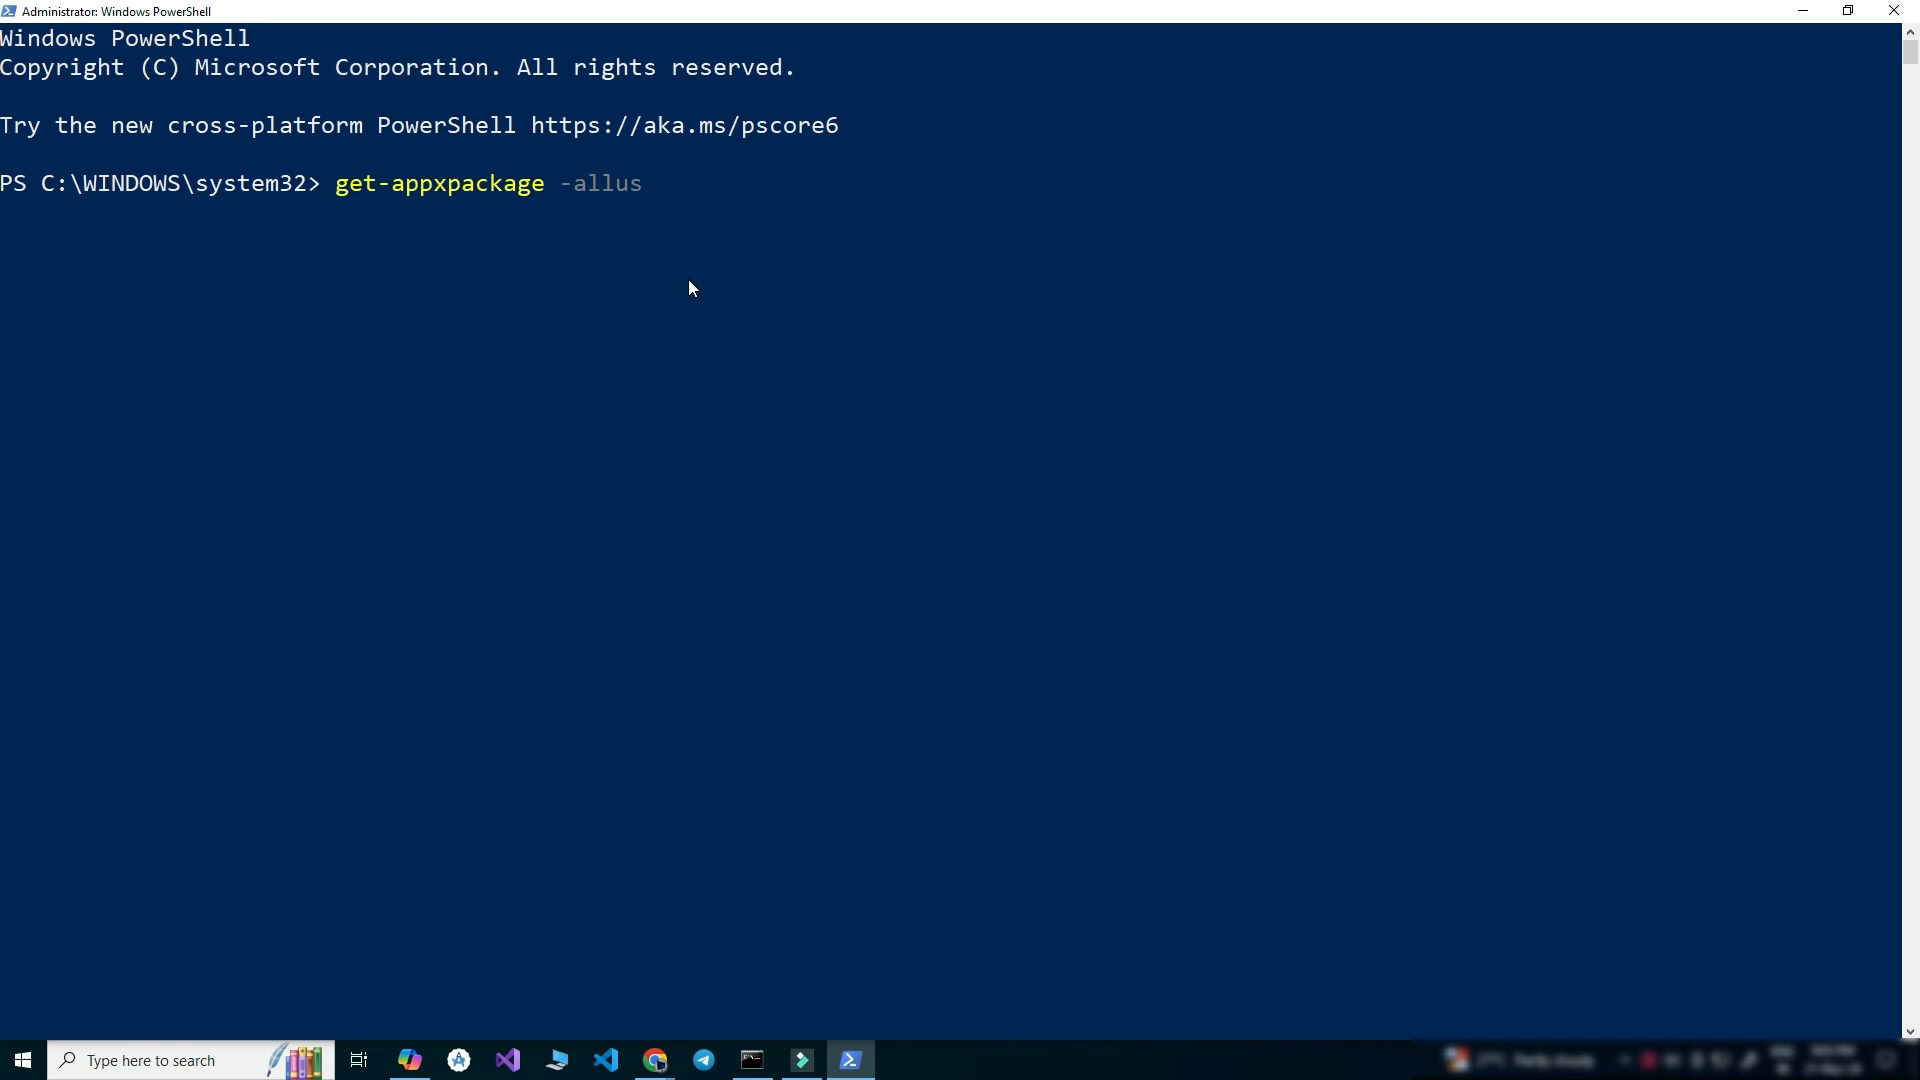 Administrator: Windows PowerShell
Windows PowerShell
Copyright (C) Microsoft Corporation. All rights reserved.
Try the new cross-platform PowerShell https://aka.ms/pscore6
PS C:\WINDOWS\system32> get-appxpackage -allus
Type here to search